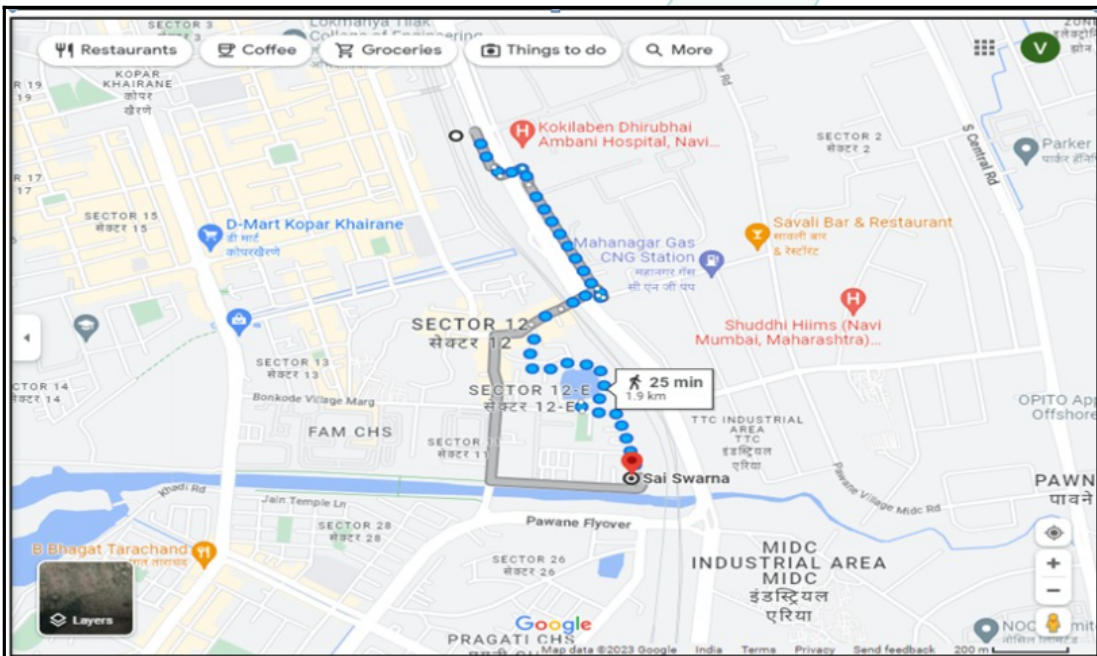 SECTOR 3
सेक्टर 3
Lokmanya Tilak
College of Engineering
Restaurants
Coffee
Groceries
Things to do
More
V
KOPAR
KHAIRANE
कोपर
खैरणे
R 19
19
Kokilaben Dhirubhai
Ambani Hospital, Navi...
SECTOR 2
सेक्टर 2
S Central Rd
Parker
R 17
17
SECTOR 15
सेक्टर 15
D-Mart Kopar Khairane
डी मार्ट
कोपरखैरणे
Savali Bar & Restaurant
सावली बार
& रेस्टॉरंट
Mahanagar Gas
CNG Station
महानगर गॅस
सी एन जी पंप
SECTOR 12
सेक्टर 12
Shuddhi Hiims (Navi
Mumbai, Maharashtra)...
SECTOR 13
सेक्टर 13
CTOR 14
सेक्टर 14
Bonkode Village Marg
SECTOR 12-E
सेक्टर 12-E
25 min
1.9 km
OPITO App
Offshore
FAM CHS
सेक्टर 11
TTC INDUSTRIAL
AREA
TTC
इंडस्ट्रियल
एरिया
Sai Swarna
Khadi Rd
Jain Temple Ln
Pawane Village Midc Rd
PAWN
पावने
SECTOR 28
सेक्टर 28
Pawane Flyover
B Bhagat Tarachand
SECTOR 26
सेक्टर 26
MIDC
INDUSTRIAL AREA
MIDC
इंडस्ट्रियल
एरिया
Layers
Google
PRAGATI CHS
Map data ©2023 Google
India
Terms
Privacy
Send feedback
200 m